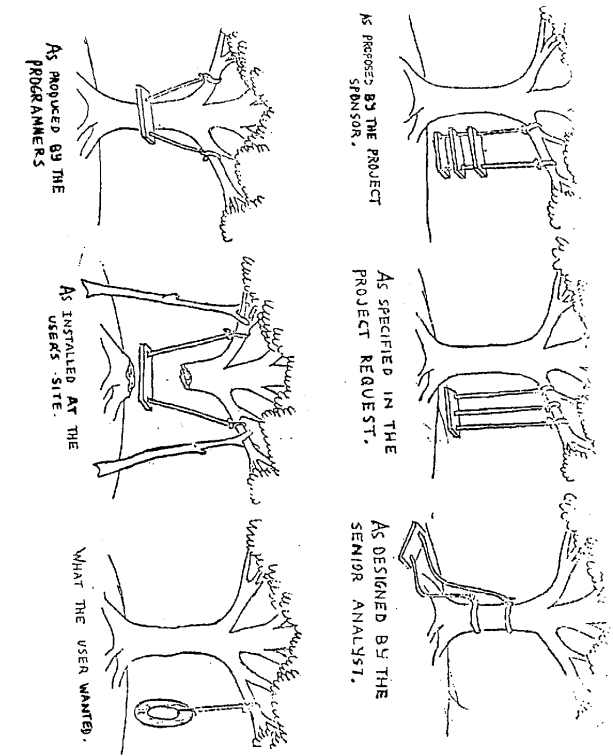 AS PROPOSED BY THE PROJECT
SPONSOR.
AS SPECIFIED IN THE
PROJECT REQUEST.
AS DESIGNED BY THE
SENIOR ANALYST.
AS PRODUCED BY THE
PROGRAMMERS
AS INSTALLED AT THE
USER'S SITE.
WHAT THE USER WANTED.